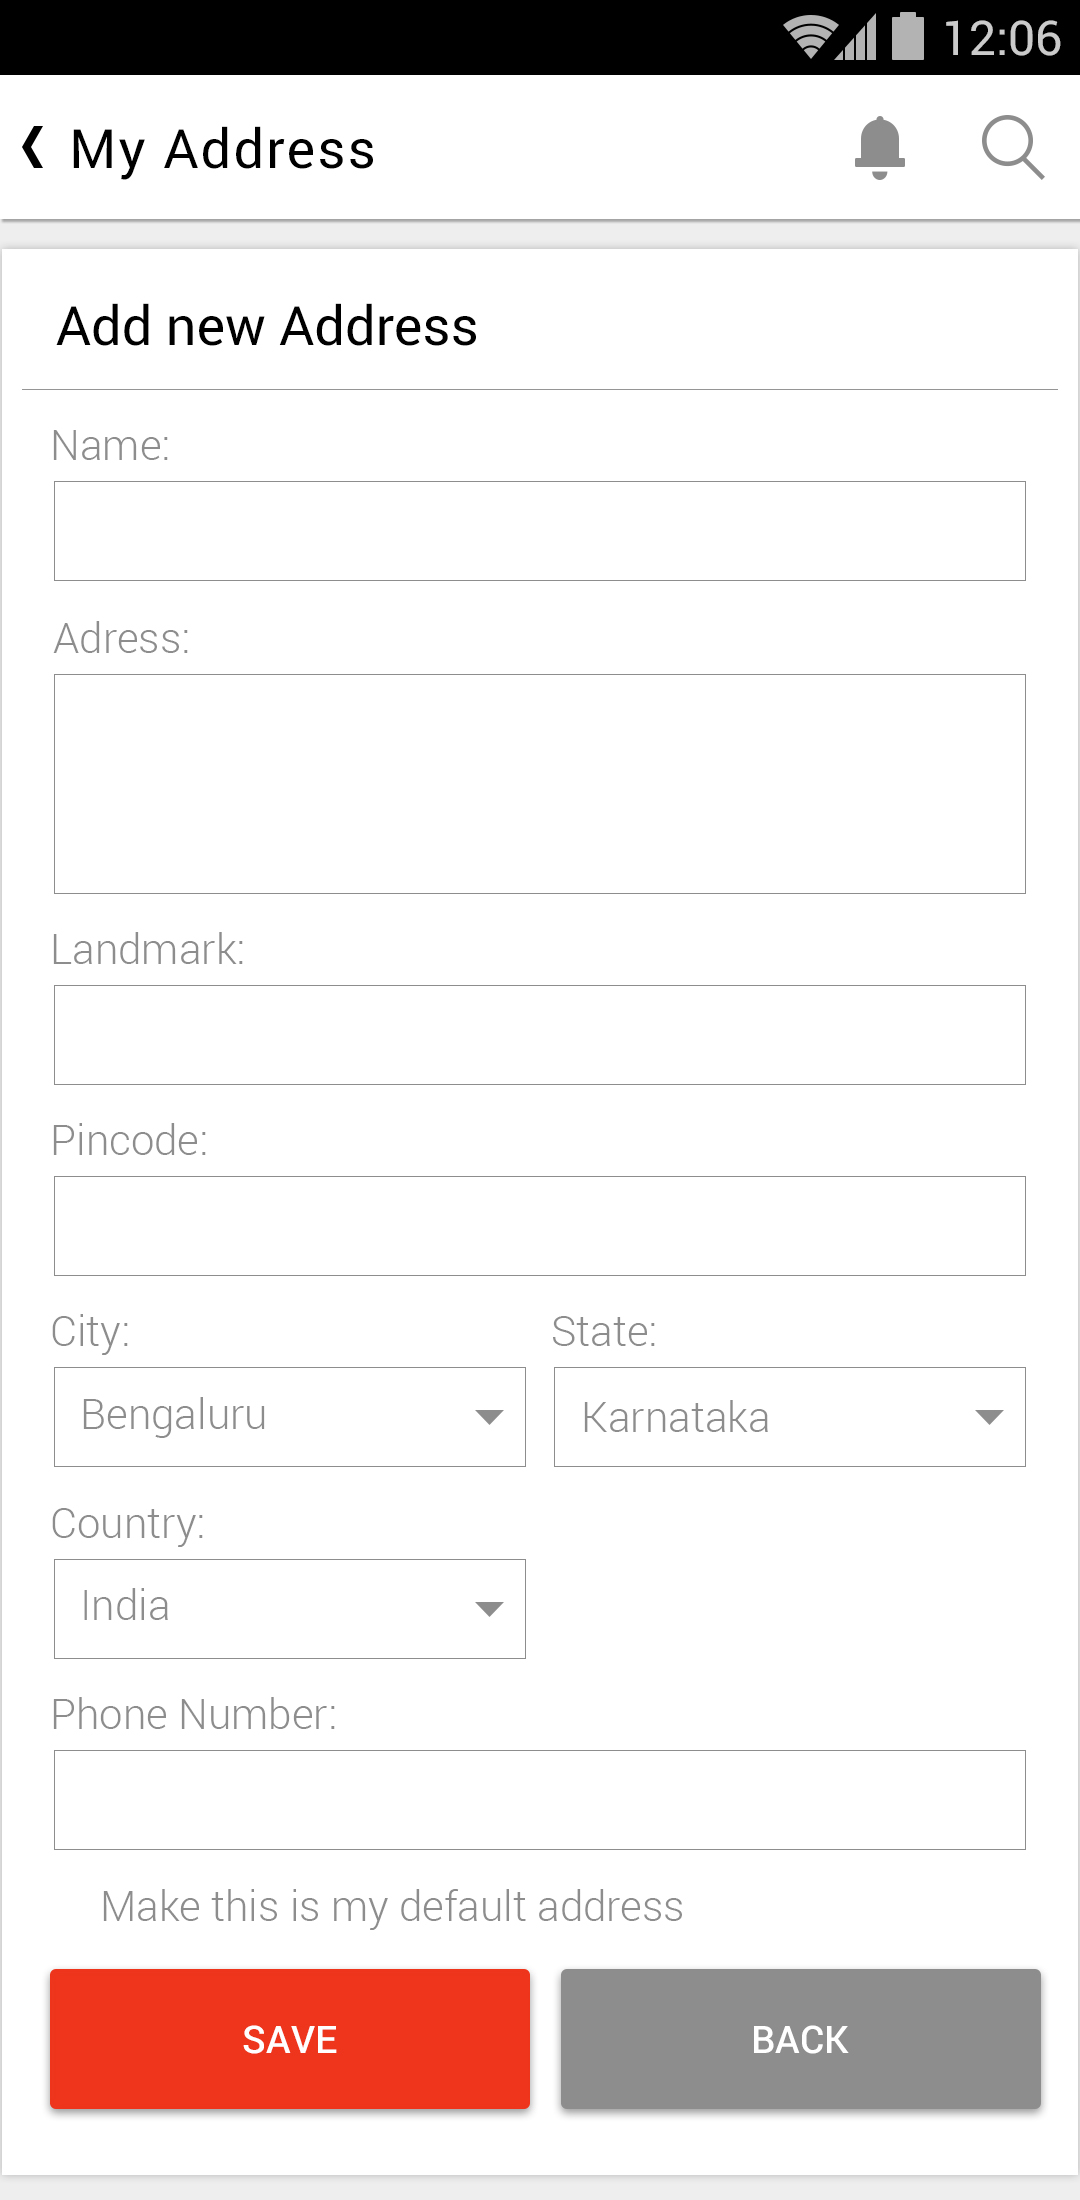 12:06
My Address
Add new Address
Name:
Adress:
Landmark:
Pincode:
City: State:
Bengaluru Karnataka
Country:
India
Phone Number:
Make this is my default address
SAVE BACK